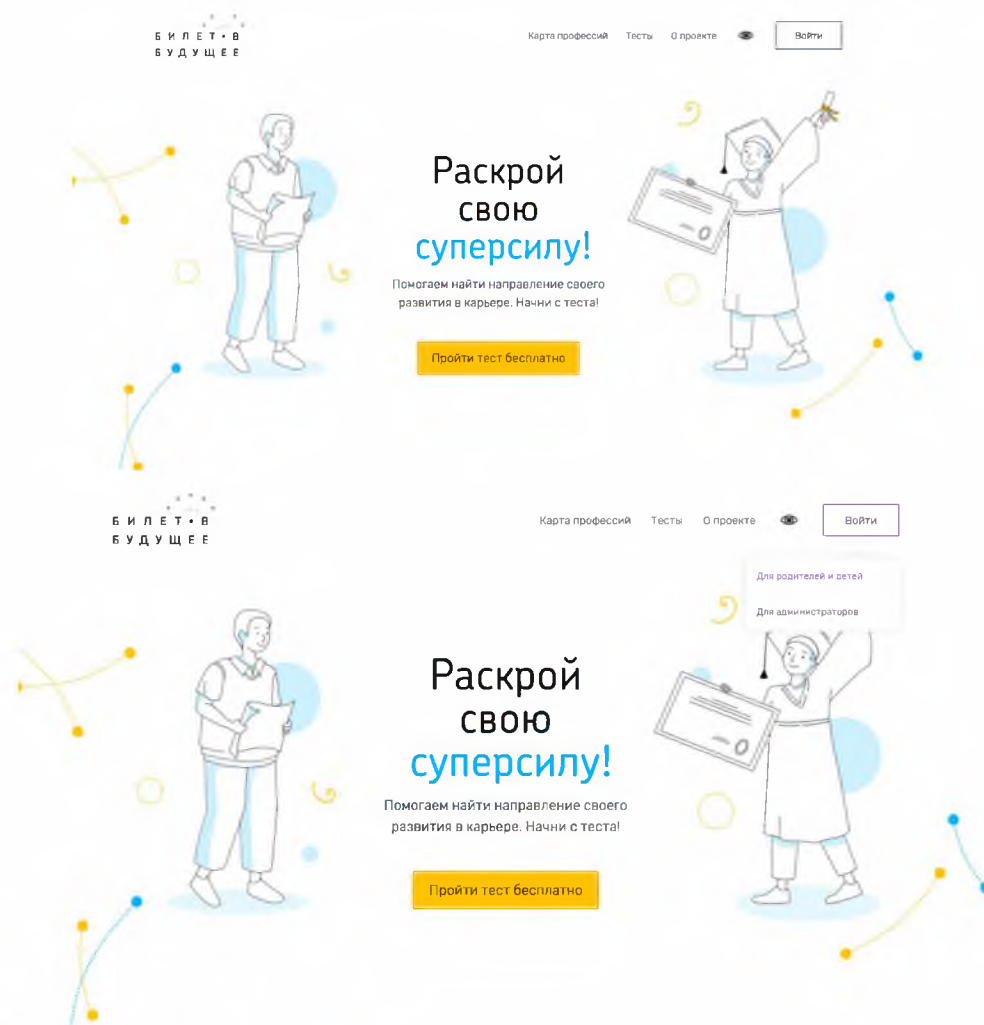 БИЛЕТ•В
БУДУЩЕЕ
Карта профессий Тесты О проекте Войти
Раскрой
свою
суперсилу!
Помогаем найти направление своего
развития в карьере. Начни с теста!
Пройти тест бесплатно
БИЛЕТ•В
БУДУЩЕЕ
Карта профессий Тесты О проекте Войти
Для родителей и детей
Для администраторов
Раскрой
свою
суперсилу!
Помогаем найти направление своего
развития в карьере. Начни с теста!
Пройти тест бесплатно